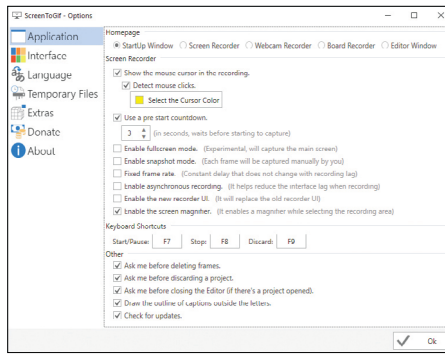 ScreenToGif - Options
Application
Interface
Language
Temporary Files
Extras
Donate
About
Homepage
StartUp Window Screen Recorder Webcam Recorder Board Recorder Editor Window
Screen Recorder
Show the mouse cursor in the recording.
Detect mouse clicks.
Select the Cursor Color
Use a pre start countdown.
3 (in seconds, waits before starting to capture)
Enable fullscreen mode. (Experimental, will capture the main screen)
Enable snapshot mode. (Each frame will be captured manually by you)
Fixed frame rate. (Constant delay that does not change with recording lag)
Enable asynchronous recording. (It helps reduce the interface lag when recording)
Enable the new recorder UI. (It will replace the old recorder UI)
Enable the screen magnifier. (It enables a magnifier while selecting the recording area)
Keyboard Shortcuts
Start/Pause: F7 Stop: F8 Discard: F9
Other
Ask me before deleting frames.
Ask me before discarding a project.
Ask me before closing the Editor (if there's a project opened).
Draw the outline of captions outside the letters.
Check for updates.
Ok